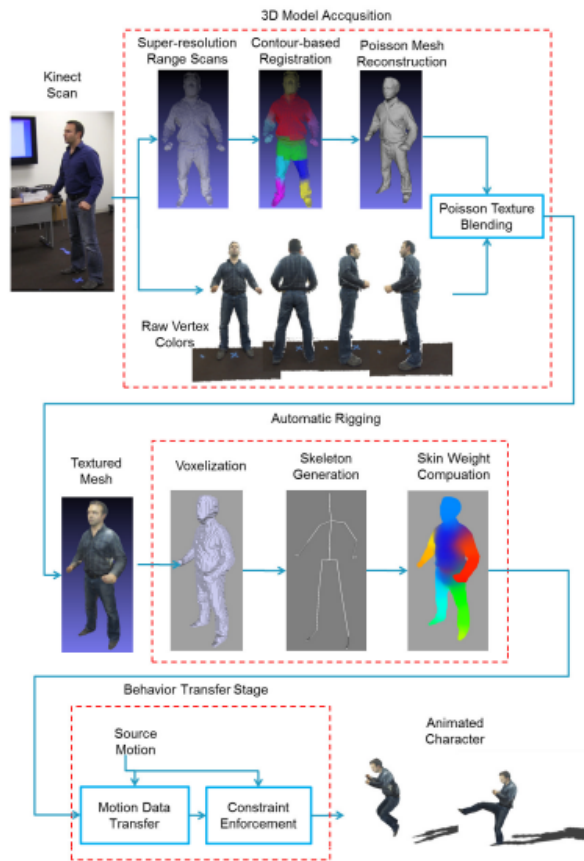 3D Model Accqusition
Super-resolution
Range Scans
Contour-based
Registration
Poisson Mesh
Reconstruction
Kinect
Scan
Poisson Texture
Blending
Raw Vertex
Colors
Automatic Rigging
Textured
Mesh
Voxelization
Skeleton
Generation
Skin Weight
Compuation
Behavior Transfer Stage
Source
Motion
Animated
Character
Motion Data
Transfer
Constraint
Enforcement